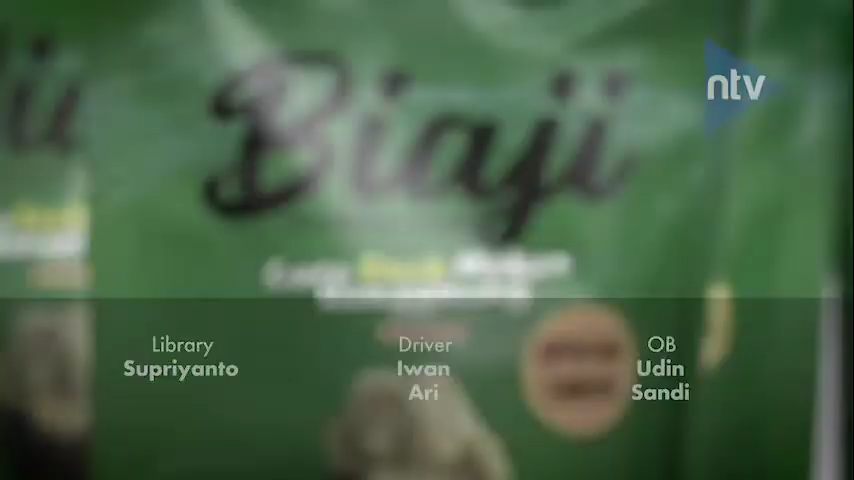 ntv
Biaji
Library
Supriyanto
Driver
Iwan
Ari
OB
Udin
Sandi